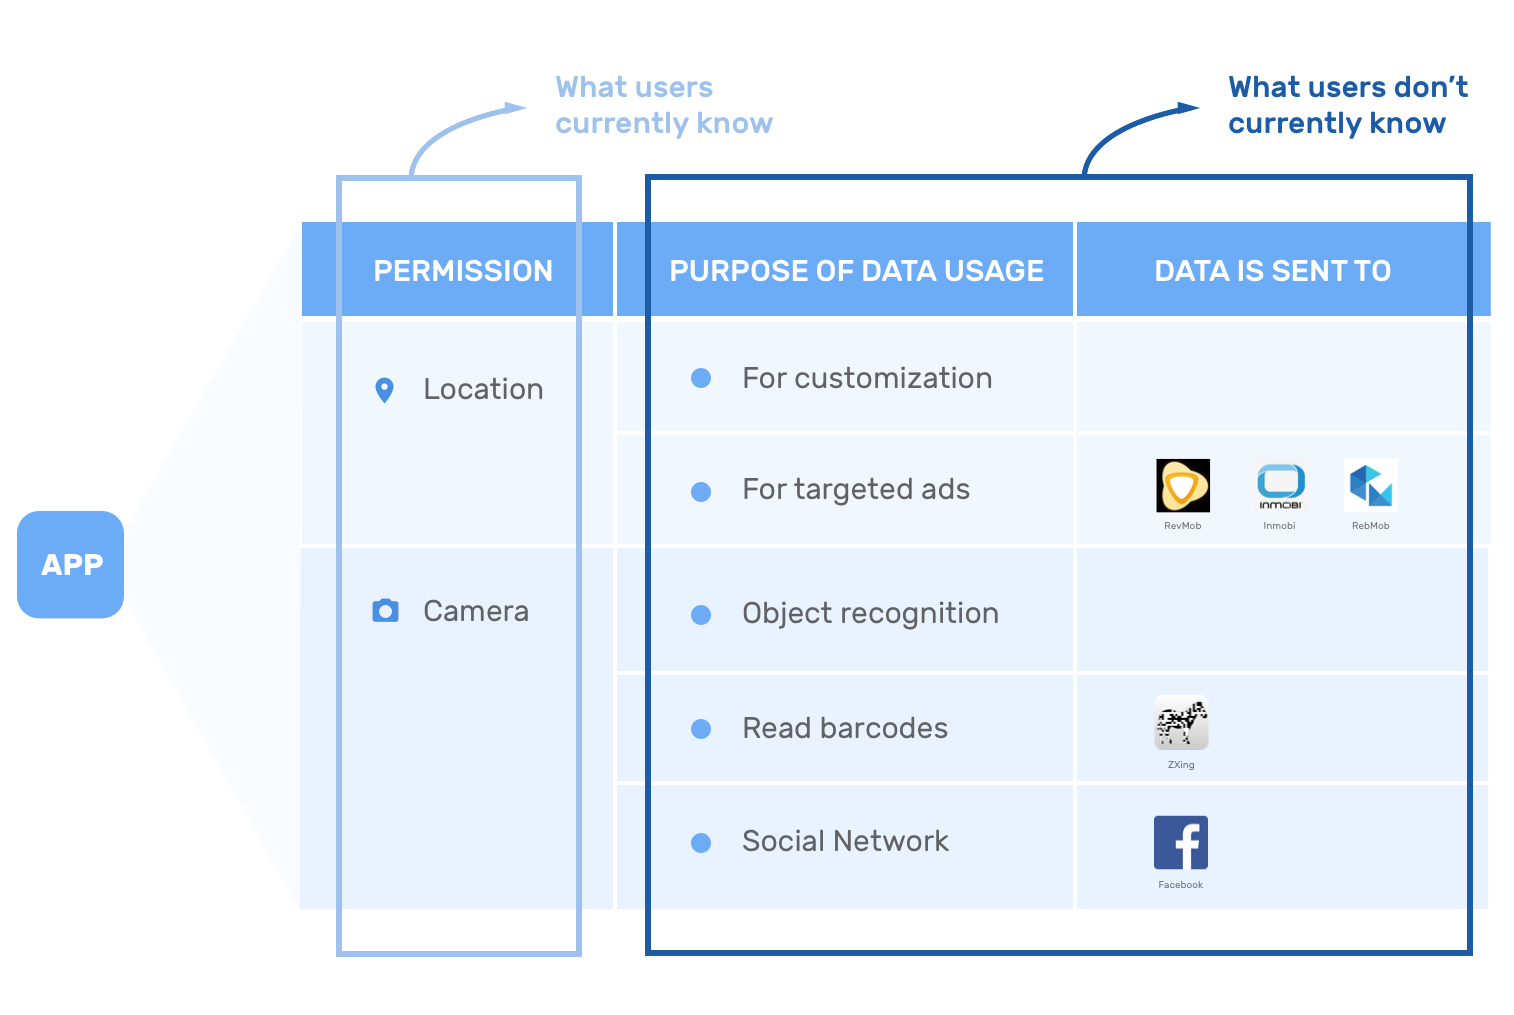 What users
currently know
What users don’t
currently know
PERMISSION
PURPOSE OF DATA USAGE
DATA IS SENT TO
Location
For customization
For targeted ads
INMOBI
RevMob
Inmobi
RebMob
APP
Camera
Object recognition
Read barcodes
ZXing
Social Network
Facebook